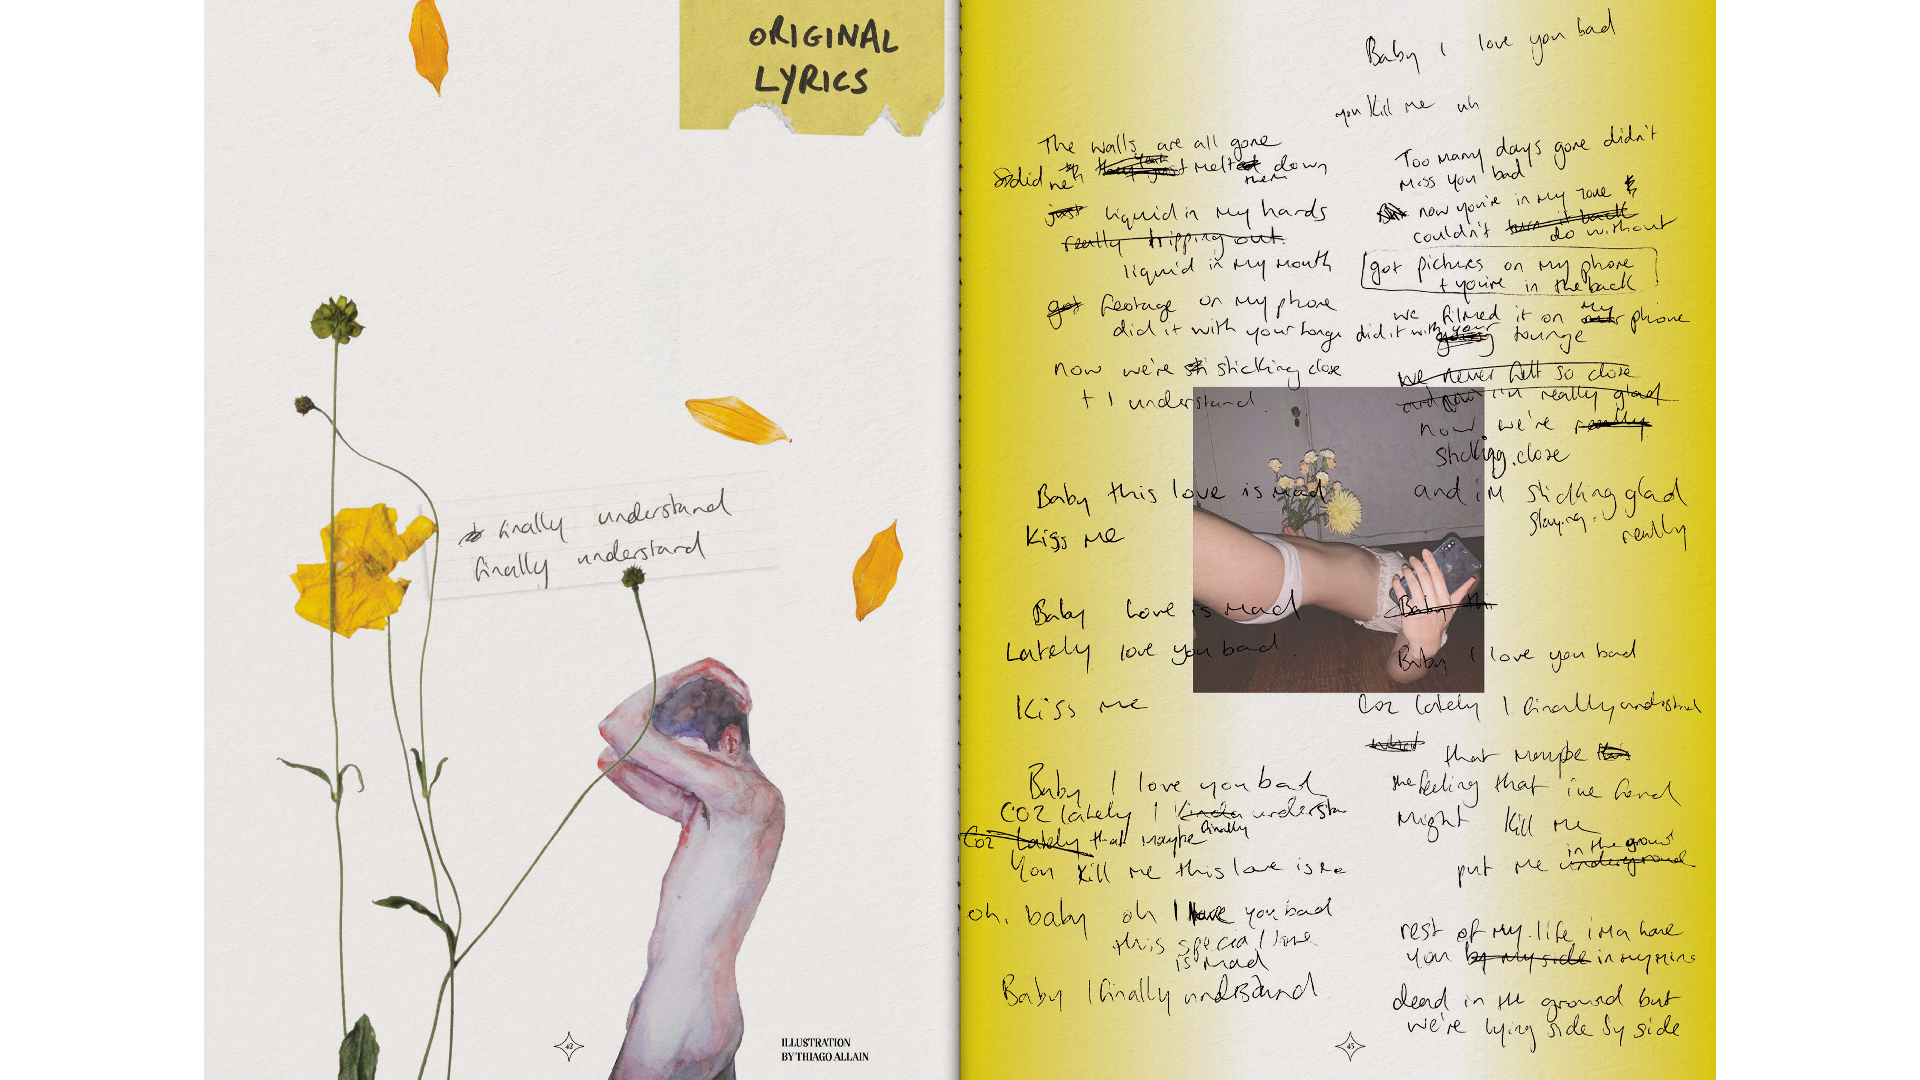 ORIGINAL
LYRICS
finally understand
finally understand
ILLUSTRATION
BY THIAGO ALLAIN
42
The walls are all gone
So did melt down
them
just liquid in my hands
really tripping out.
liquid in my mouth
got footage on my phone
did it with your tounge
now we're sticking close
+ I understand.
Baby this love is mad
Kiss me
Baby love is mad
Lately love you bad.
Kiss me
Baby I love you bad
Coz lately I kinda understan
finally
Coz lately that maybe
You kill me this love is
oh, baby oh I love you bad
this special love
is mad
Baby I finally understand
Baby I love you bad
you kill me uh
Too many days gone didn't
miss you bad
now you're in my zone &
couldn't turn it back
do without
got pictures on my phone
+ you're in the back
we filmed it on my phone
did it with your tounge
we never felt so close
and now i'm really glad
now we're really
sticking close
and i'm sticking glad
staying
really
Baby this
Baby I love you bad
Coz lately I finally understand
that maybe this
the feeling that i've found
might kill me
in the ground
put me underground
rest of my life ima have
you by my side in my mind
dead in the ground but
we're lying side by side
45